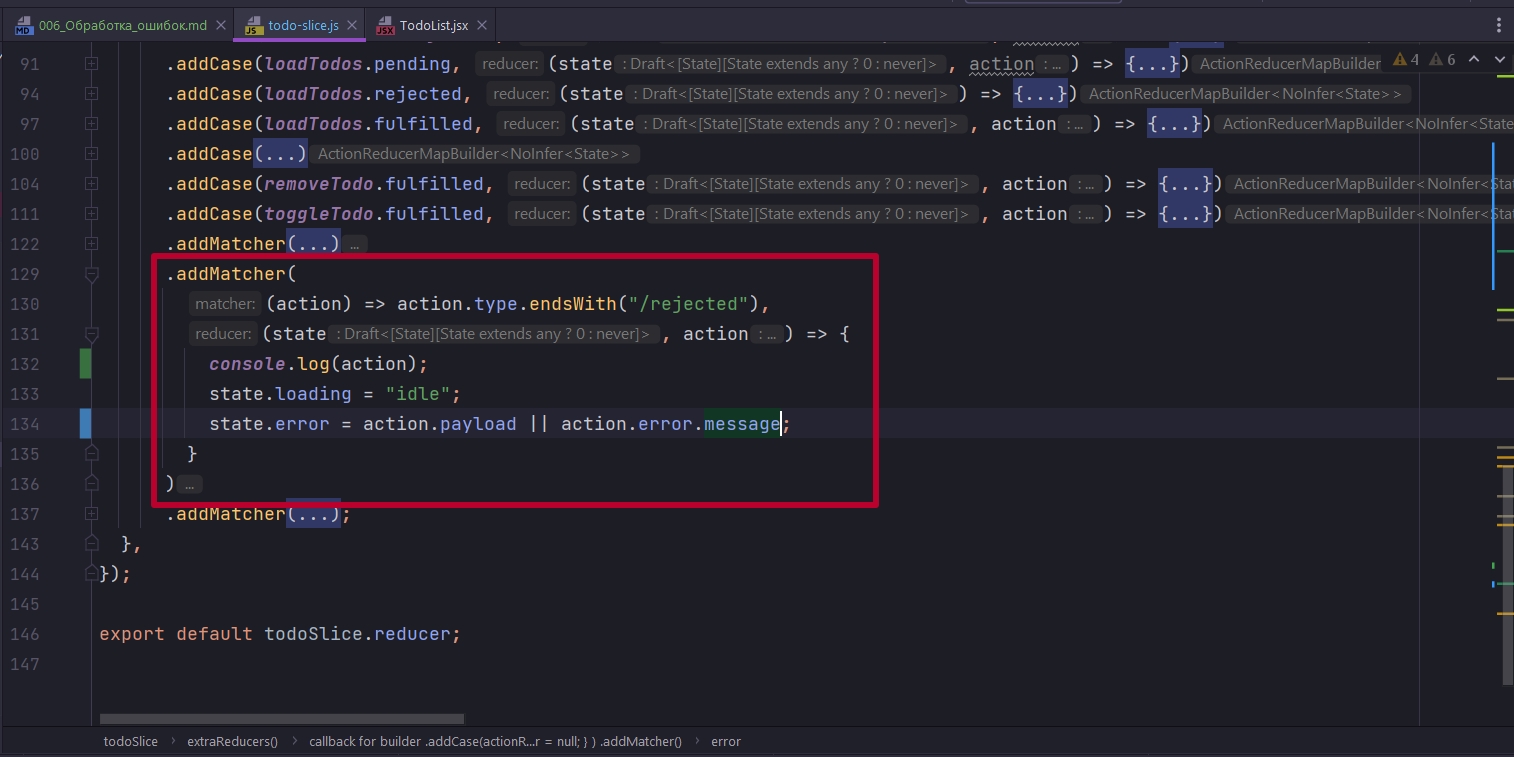 006_Обработка_ошибок.md todo-slice.js TodoList.jsx
91 .addCase(loadTodos.pending, reducer: (state : Draft<[State][State extends any ? 0 : never]> , action : ... ) => {...}) ActionReducerMapBuilder 4 6
94 .addCase(loadTodos.rejected, reducer: (state : Draft<[State][State extends any ? 0 : never]> ) => {...}) ActionReducerMapBuilder<NoInfer<State>>
97 .addCase(loadTodos.fulfilled, reducer: (state : Draft<[State][State extends any ? 0 : never]> , action : ... ) => {...}) ActionReducerMapBuilder<NoInfer<Stat
100 .addCase(...) ActionReducerMapBuilder<NoInfer<State>>
104 .addCase(removeTodo.fulfilled, reducer: (state : Draft<[State][State extends any ? 0 : never]> , action : ... ) => {...}) ActionReducerMapBuilder<NoInfer<Stat
111 .addCase(toggleTodo.fulfilled, reducer: (state : Draft<[State][State extends any ? 0 : never]> , action : ... ) => {...}) ActionReducerMapBuilder<NoInfer<Stat
122 .addMatcher(...) ...
129 .addMatcher(
130 matcher: (action) => action.type.endsWith("/rejected"),
131 reducer: (state : Draft<[State][State extends any ? 0 : never]> , action : ... ) => {
132 console.log(action);
133 state.loading = "idle";
134 state.error = action.payload || action.error.message;
135 }
136 ) ...
137 .addMatcher(...);
143 },
144 });
145
146 export default todoSlice.reducer;
147
todoSlice › extraReducers() › callback for builder .addCase(actionR...r = null; } ) .addMatcher() › error